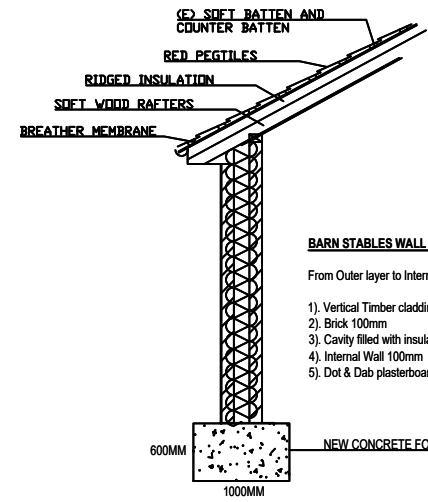 (E) SOFT BATTEN AND
COUNTER BATTEN
RED PEGTILES
RIDGED INSULATION
SOFT WOOD RAFTERS
BREATHER MEMBRANE
BARN STABLES WALL
From Outer layer to Intern
1). Vertical Timber claddin
2). Brick 100mm
3). Cavity filled with insula
4). Internal Wall 100mm
5). Dot & Dab plasterboar
600MM
NEW CONCRETE FO
1000MM